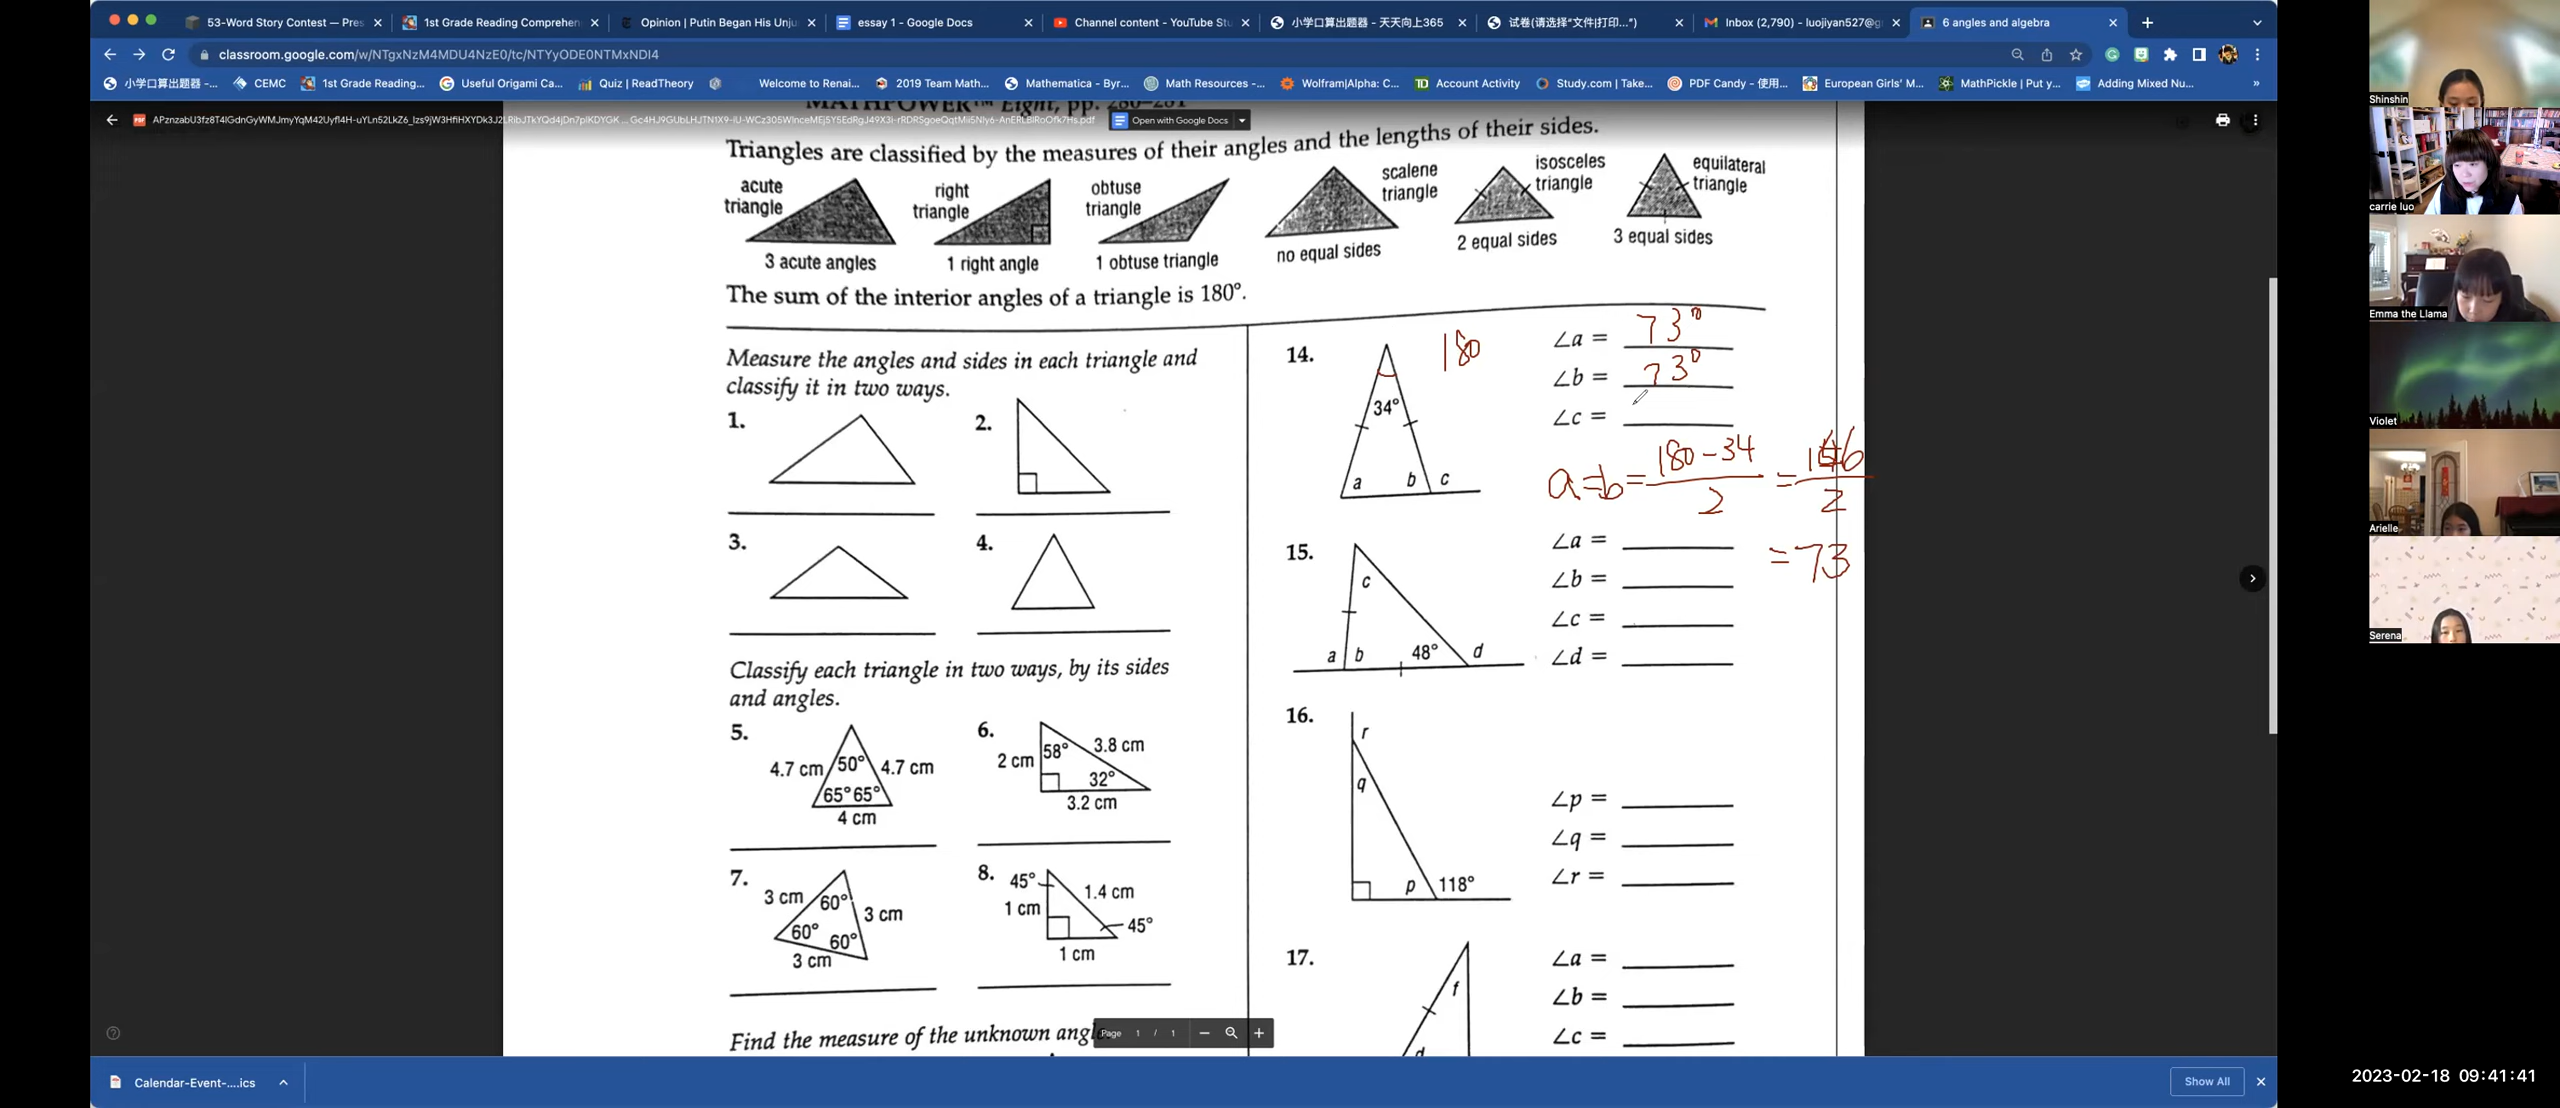 53-Word Story Contest — Pres
1st Grade Reading Comprehen
Opinion | Putin Began His Unju
essay 1 - Google Docs
Channel content - YouTube Stu
小学口算出题器 - 天天向上365
试卷(请选择“文件|打印...”)
Inbox (2,790) - luojiyan527@g
6 angles and algebra
classroom.google.com/w/NTgxNzM4MDU4NzE0/tc/NTYyODE0NTMxNDI4
小学口算出题器 -...
CEMC
1st Grade Reading...
Useful Origami Ca...
Quiz | ReadTheory
Welcome to Renai...
2019 Team Math...
Mathematica - Byr...
Math Resources -...
Wolfram|Alpha: C...
Account Activity
Study.com | Take...
PDF Candy - 使用...
European Girls' M...
MathPickle | Put y...
Adding Mixed Nu...
MATHPOWER™ Eight, pp. 280–281
Open with Google Docs
Triangles are classified by the measures of their angles and the lengths of their sides.
acute triangle
3 acute angles
right triangle
1 right angle
obtuse triangle
1 obtuse triangle
scalene triangle
no equal sides
isosceles triangle
2 equal sides
equilateral triangle
3 equal sides
The sum of the interior angles of a triangle is 180°.
Measure the angles and sides in each triangle and
classify it in two ways.
1.
2.
3.
4.
Classify each triangle in two ways, by its sides
and angles.
5.
4.7 cm
50°
4.7 cm
65° 65°
4 cm
6.
2 cm
58°
3.8 cm
32°
3.2 cm
7.
3 cm
60°
3 cm
60°
60°
3 cm
8.
45°
1 cm
1.4 cm
45°
1 cm
Find the measure of the unknown angl
14.
180
34°
a b c
∠a = 73°
∠b = 73°
∠c =
a=b= 180-34 / 2 = 146 / 2
= 73
15.
c
a b 48° d
∠a =
∠b =
∠c =
∠d =
16.
r
q
p 118°
∠p =
∠q =
∠r =
17.
f
d
∠a =
∠b =
∠c =
Page 1 / 1
Calendar-Event-....ics
Show All
Shinshin
carrie luo
Emma the Llama
Violet
Arielle
Serena
2023-02-18 09:41:41